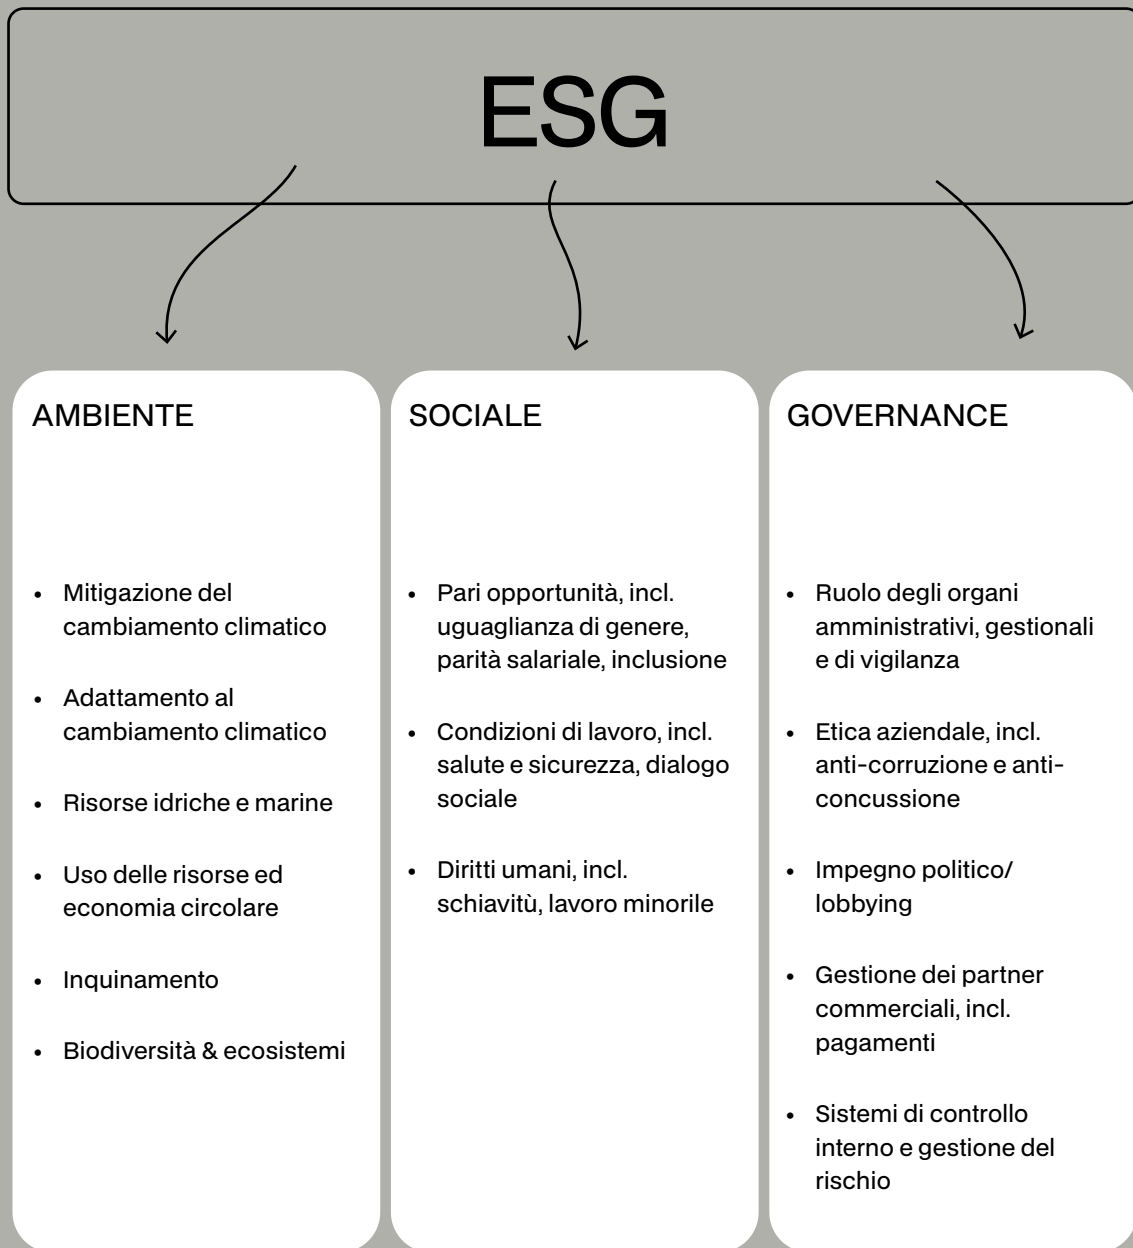 ESG
AMBIENTE
• Mitigazione del
cambiamento climatico
• Adattamento al
cambiamento climatico
• Risorse idriche e marine
• Uso delle risorse ed
economia circolare
• Inquinamento
• Biodiversità & ecosistemi
SOCIALE
• Pari opportunità, incl.
uguaglianza di genere,
parità salariale, inclusione
• Condizioni di lavoro, incl.
salute e sicurezza, dialogo
sociale
• Diritti umani, incl.
schiavitù, lavoro minorile
GOVERNANCE
• Ruolo degli organi
amministrativi, gestionali
e di vigilanza
• Etica aziendale, incl.
anti-corruzione e anti-
concussione
• Impegno politico/
lobbying
• Gestione dei partner
commerciali, incl.
pagamenti
• Sistemi di controllo
interno e gestione del
rischio